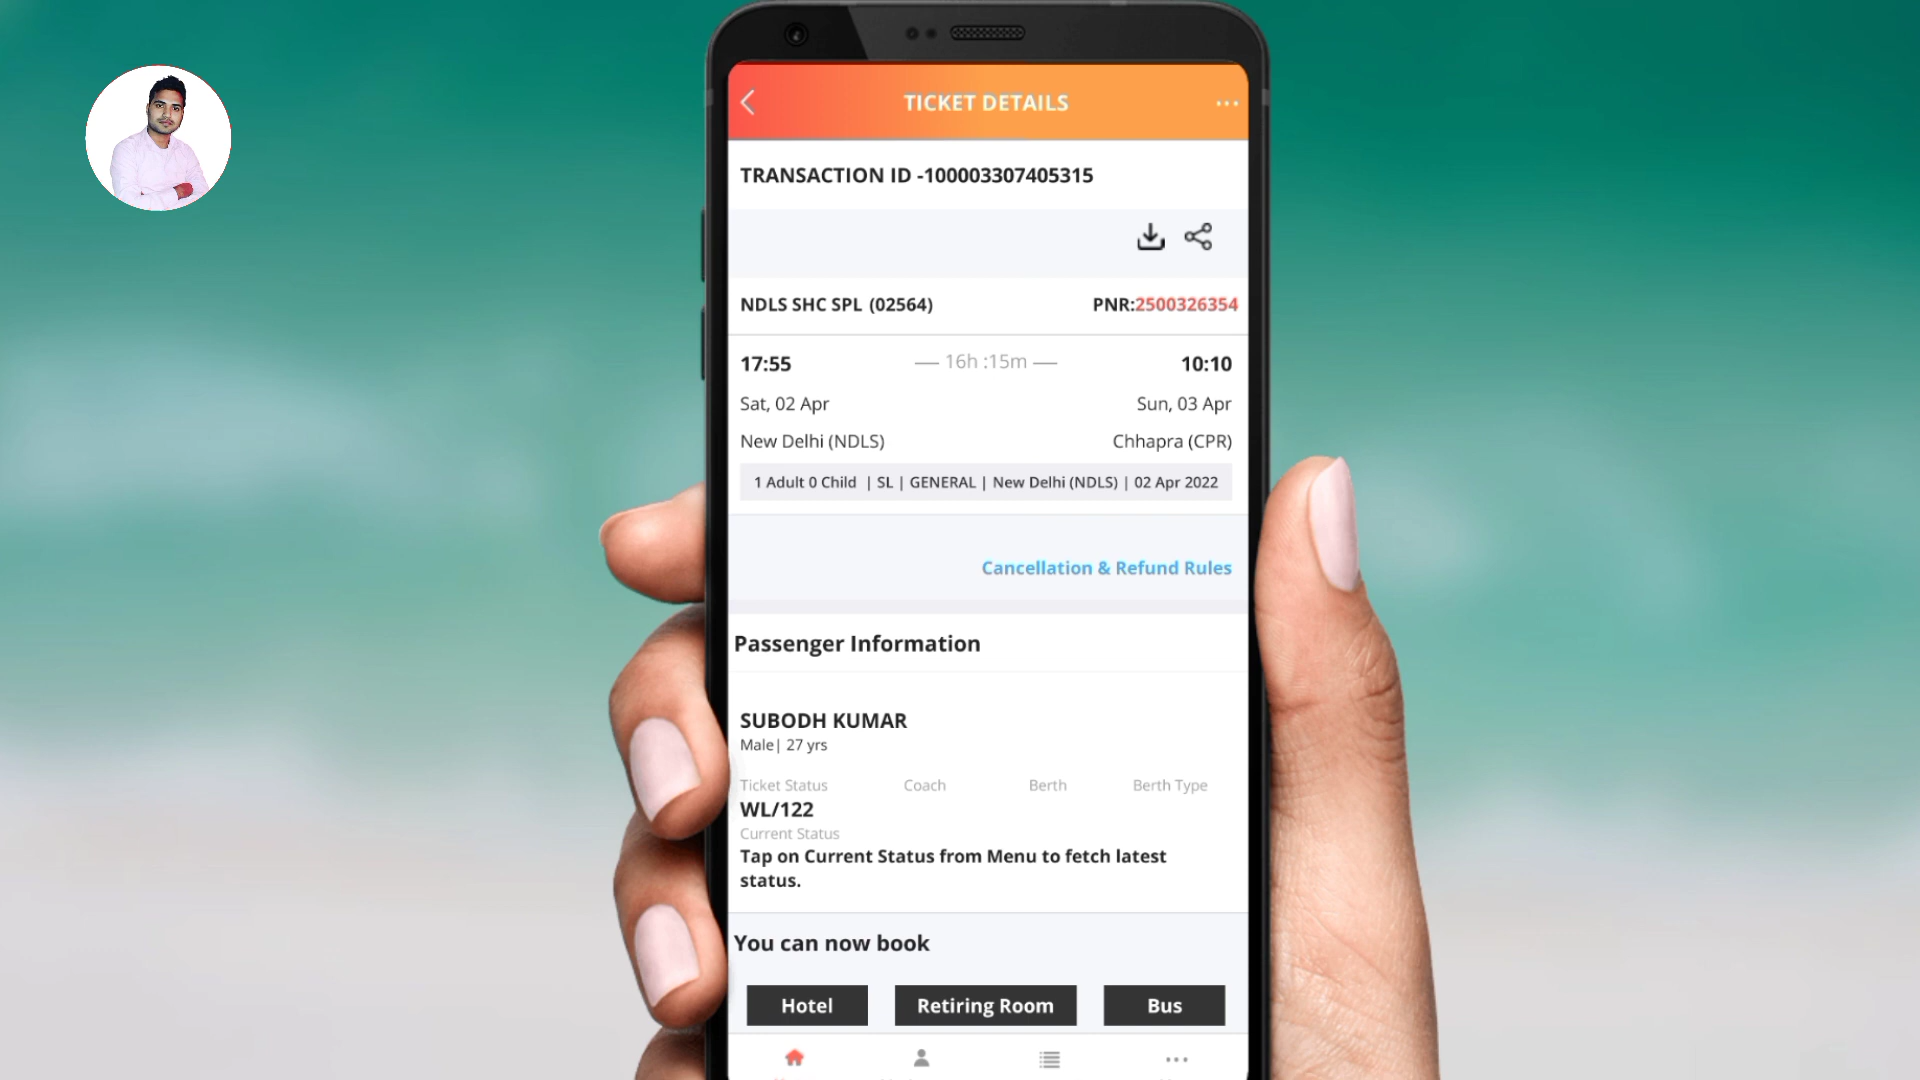 TICKET DETAILS
TRANSACTION ID -100003307405315
NDLS SHC SPL (02564) PNR:2500326354
17:55 16h :15m 10:10
Sat, 02 Apr Sun, 03 Apr
New Delhi (NDLS) Chhapra (CPR)
1 Adult 0 Child | SL | GENERAL | New Delhi (NDLS) | 02 Apr 2022
Cancellation & Refund Rules
Passenger Information
SUBODH KUMAR
Male| 27 yrs
Ticket Status Coach Berth Berth Type
WL/122
Current Status
Tap on Current Status from Menu to fetch latest
status.
You can now book
Hotel Retiring Room Bus